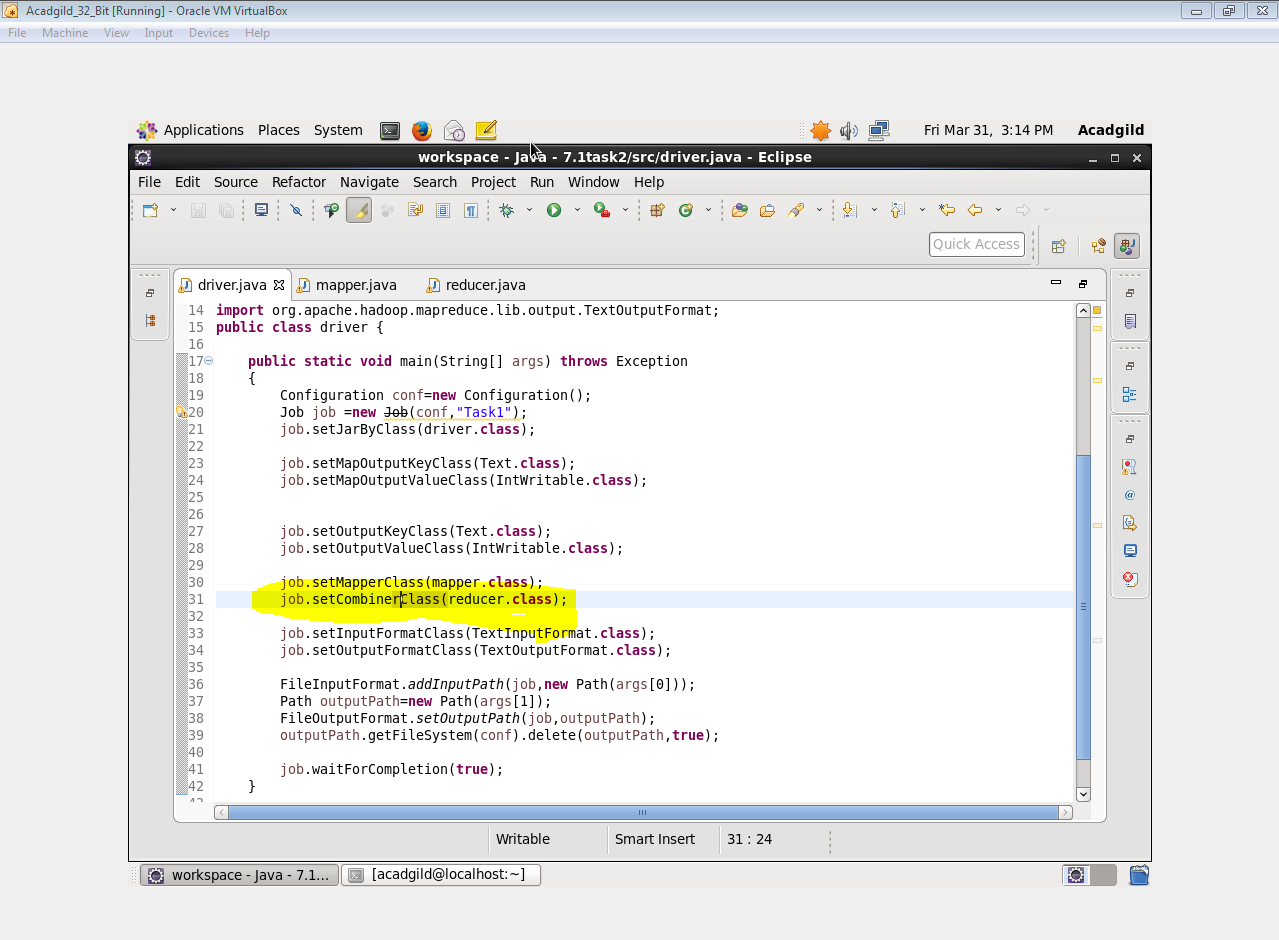 Acadgild_32_Bit [Running] - Oracle VM VirtualBox
File Machine View Input Devices Help
Applications Places System Fri Mar 31, 3:14 PM Acadgild
workspace - Java - 7.1task2/src/driver.java - Eclipse
File Edit Source Refactor Navigate Search Project Run Window Help
Quick Access
driver.java mapper.java reducer.java
14 import org.apache.hadoop.mapreduce.lib.output.TextOutputFormat;
15 public class driver {
16
17 public static void main(String[] args) throws Exception
18 {
19 Configuration conf=new Configuration();
20 Job job =new Job(conf,"Task1");
21 job.setJarByClass(driver.class);
22
23 job.setMapOutputKeyClass(Text.class);
24 job.setMapOutputValueClass(IntWritable.class);
25
26
27 job.setOutputKeyClass(Text.class);
28 job.setOutputValueClass(IntWritable.class);
29
30 job.setMapperClass(mapper.class);
31 job.setCombinerClass(reducer.class);
32
33 job.setInputFormatClass(TextInputFormat.class);
34 job.setOutputFormatClass(TextOutputFormat.class);
35
36 FileInputFormat.addInputPath(job,new Path(args[0]));
37 Path outputPath=new Path(args[1]);
38 FileOutputFormat.setOutputPath(job,outputPath);
39 outputPath.getFileSystem(conf).delete(outputPath,true);
40
41 job.waitForCompletion(true);
42 }
Writable Smart Insert 31 : 24
workspace - Java - 7.1... [acadgild@localhost:~]